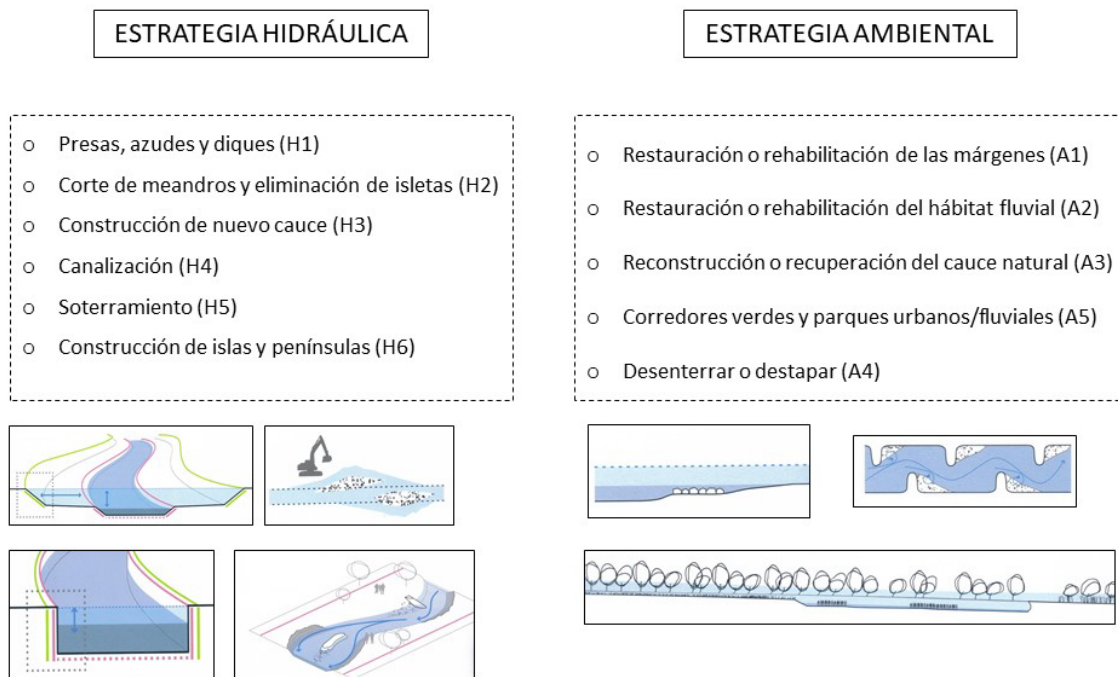 ESTRATEGIA HIDRÁULICA
o Presas, azudes y diques (H1)
o Corte de meandros y eliminación de isletas (H2)
o Construcción de nuevo cauce (H3)
o Canalización (H4)
o Soterramiento (H5)
o Construcción de islas y penínsulas (H6)
ESTRATEGIA AMBIENTAL
o Restauración o rehabilitación de las márgenes (A1)
o Restauración o rehabilitación del hábitat fluvial (A2)
o Reconstrucción o recuperación del cauce natural (A3)
o Corredores verdes y parques urbanos/fluviales (A5)
o Desenterrar o destapar (A4)